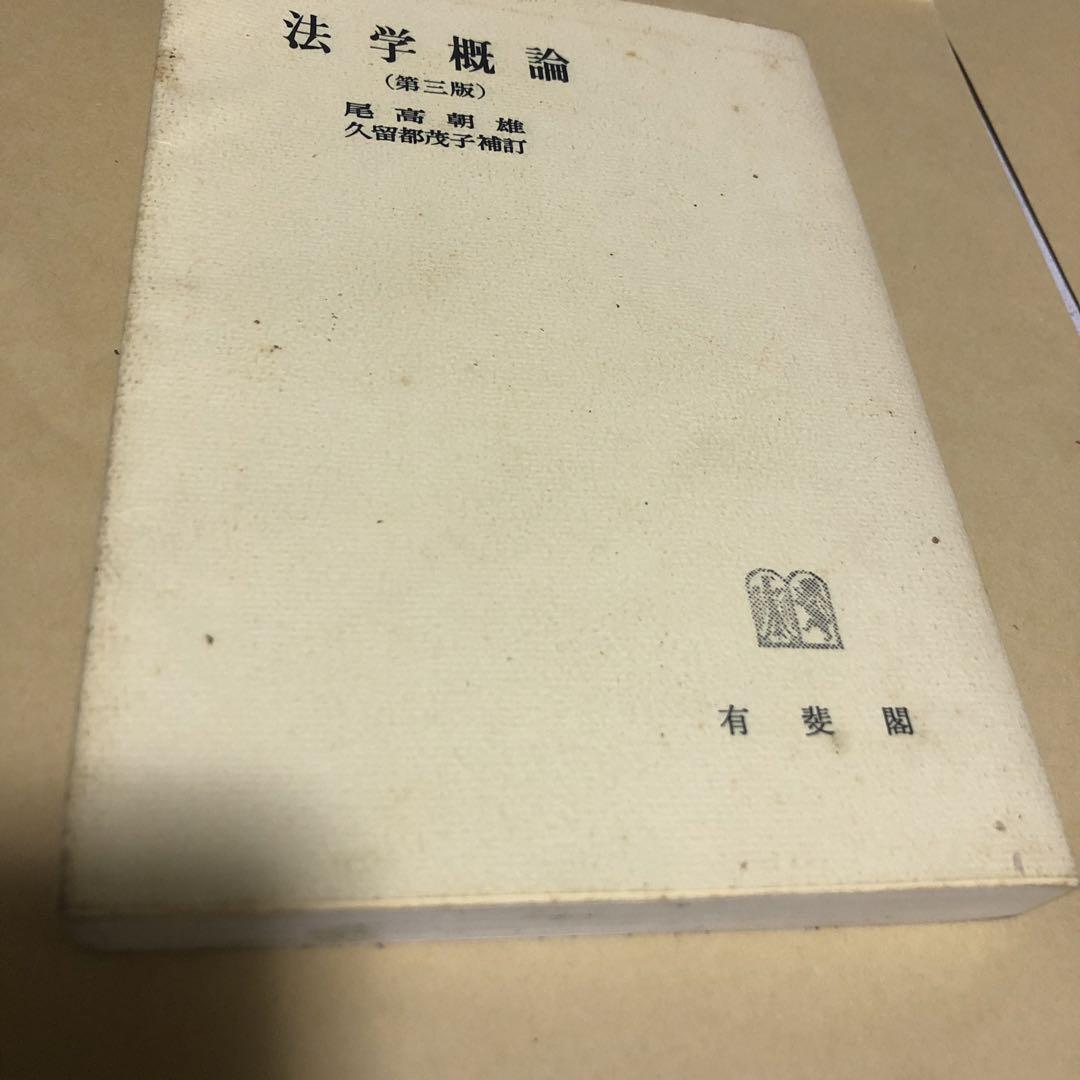 法学概論
（第三版）
尾高朝雄
久留都茂子補訂
有斐閣